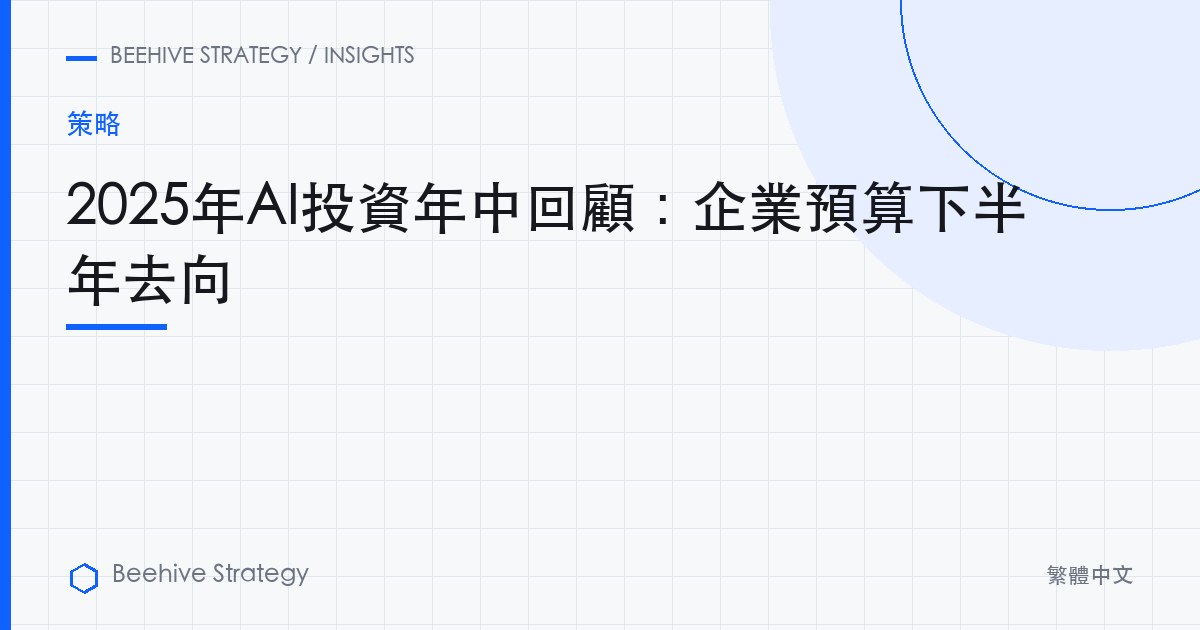 BEEHIVE STRATEGY / INSIGHTS
策略
2025年AI投資年中回顧：企業預算下半
年去向
Beehive Strategy
繁體中文